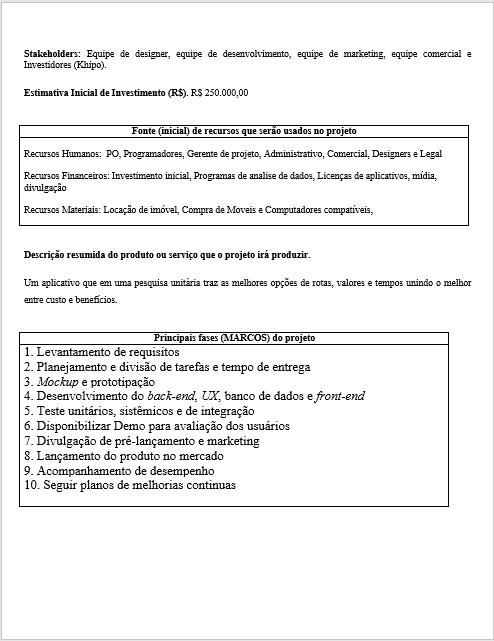 Stakeholders: Equipe de designer, equipe de desenvolvimento, equipe de marketing, equipe comercial e
Investidores (Khipo).
Estimativa Inicial de Investimento (R$). R$ 250.000,00
Fonte (inicial) de recursos que serão usados no projeto
Recursos Humanos: PO, Programadores, Gerente de projeto, Administrativo, Comercial, Designers e Legal
Recursos Financeiros: Investimento inicial, Programas de analise de dados, Licenças de aplicativos, mídia,
divulgação
Recursos Materiais: Locação de imóvel, Compra de Moveis e Computadores compatíveis,
Descrição resumida do produto ou serviço que o projeto irá produzir.
Um aplicativo que em uma pesquisa unitária traz as melhores opções de rotas, valores e tempos unindo o melhor
entre custo e benefícios.
Principais fases (MARCOS) do projeto
1. Levantamento de requisitos
2. Planejamento e divisão de tarefas e tempo de entrega
3. Mockup e prototipação
4. Desenvolvimento do back-end, UX, banco de dados e front-end
5. Teste unitários, sistêmicos e de integração
6. Disponibilizar Demo para avaliação dos usuários
7. Divulgação de pré-lançamento e marketing
8. Lançamento do produto no mercado
9. Acompanhamento de desempenho
10. Seguir planos de melhorias continuas